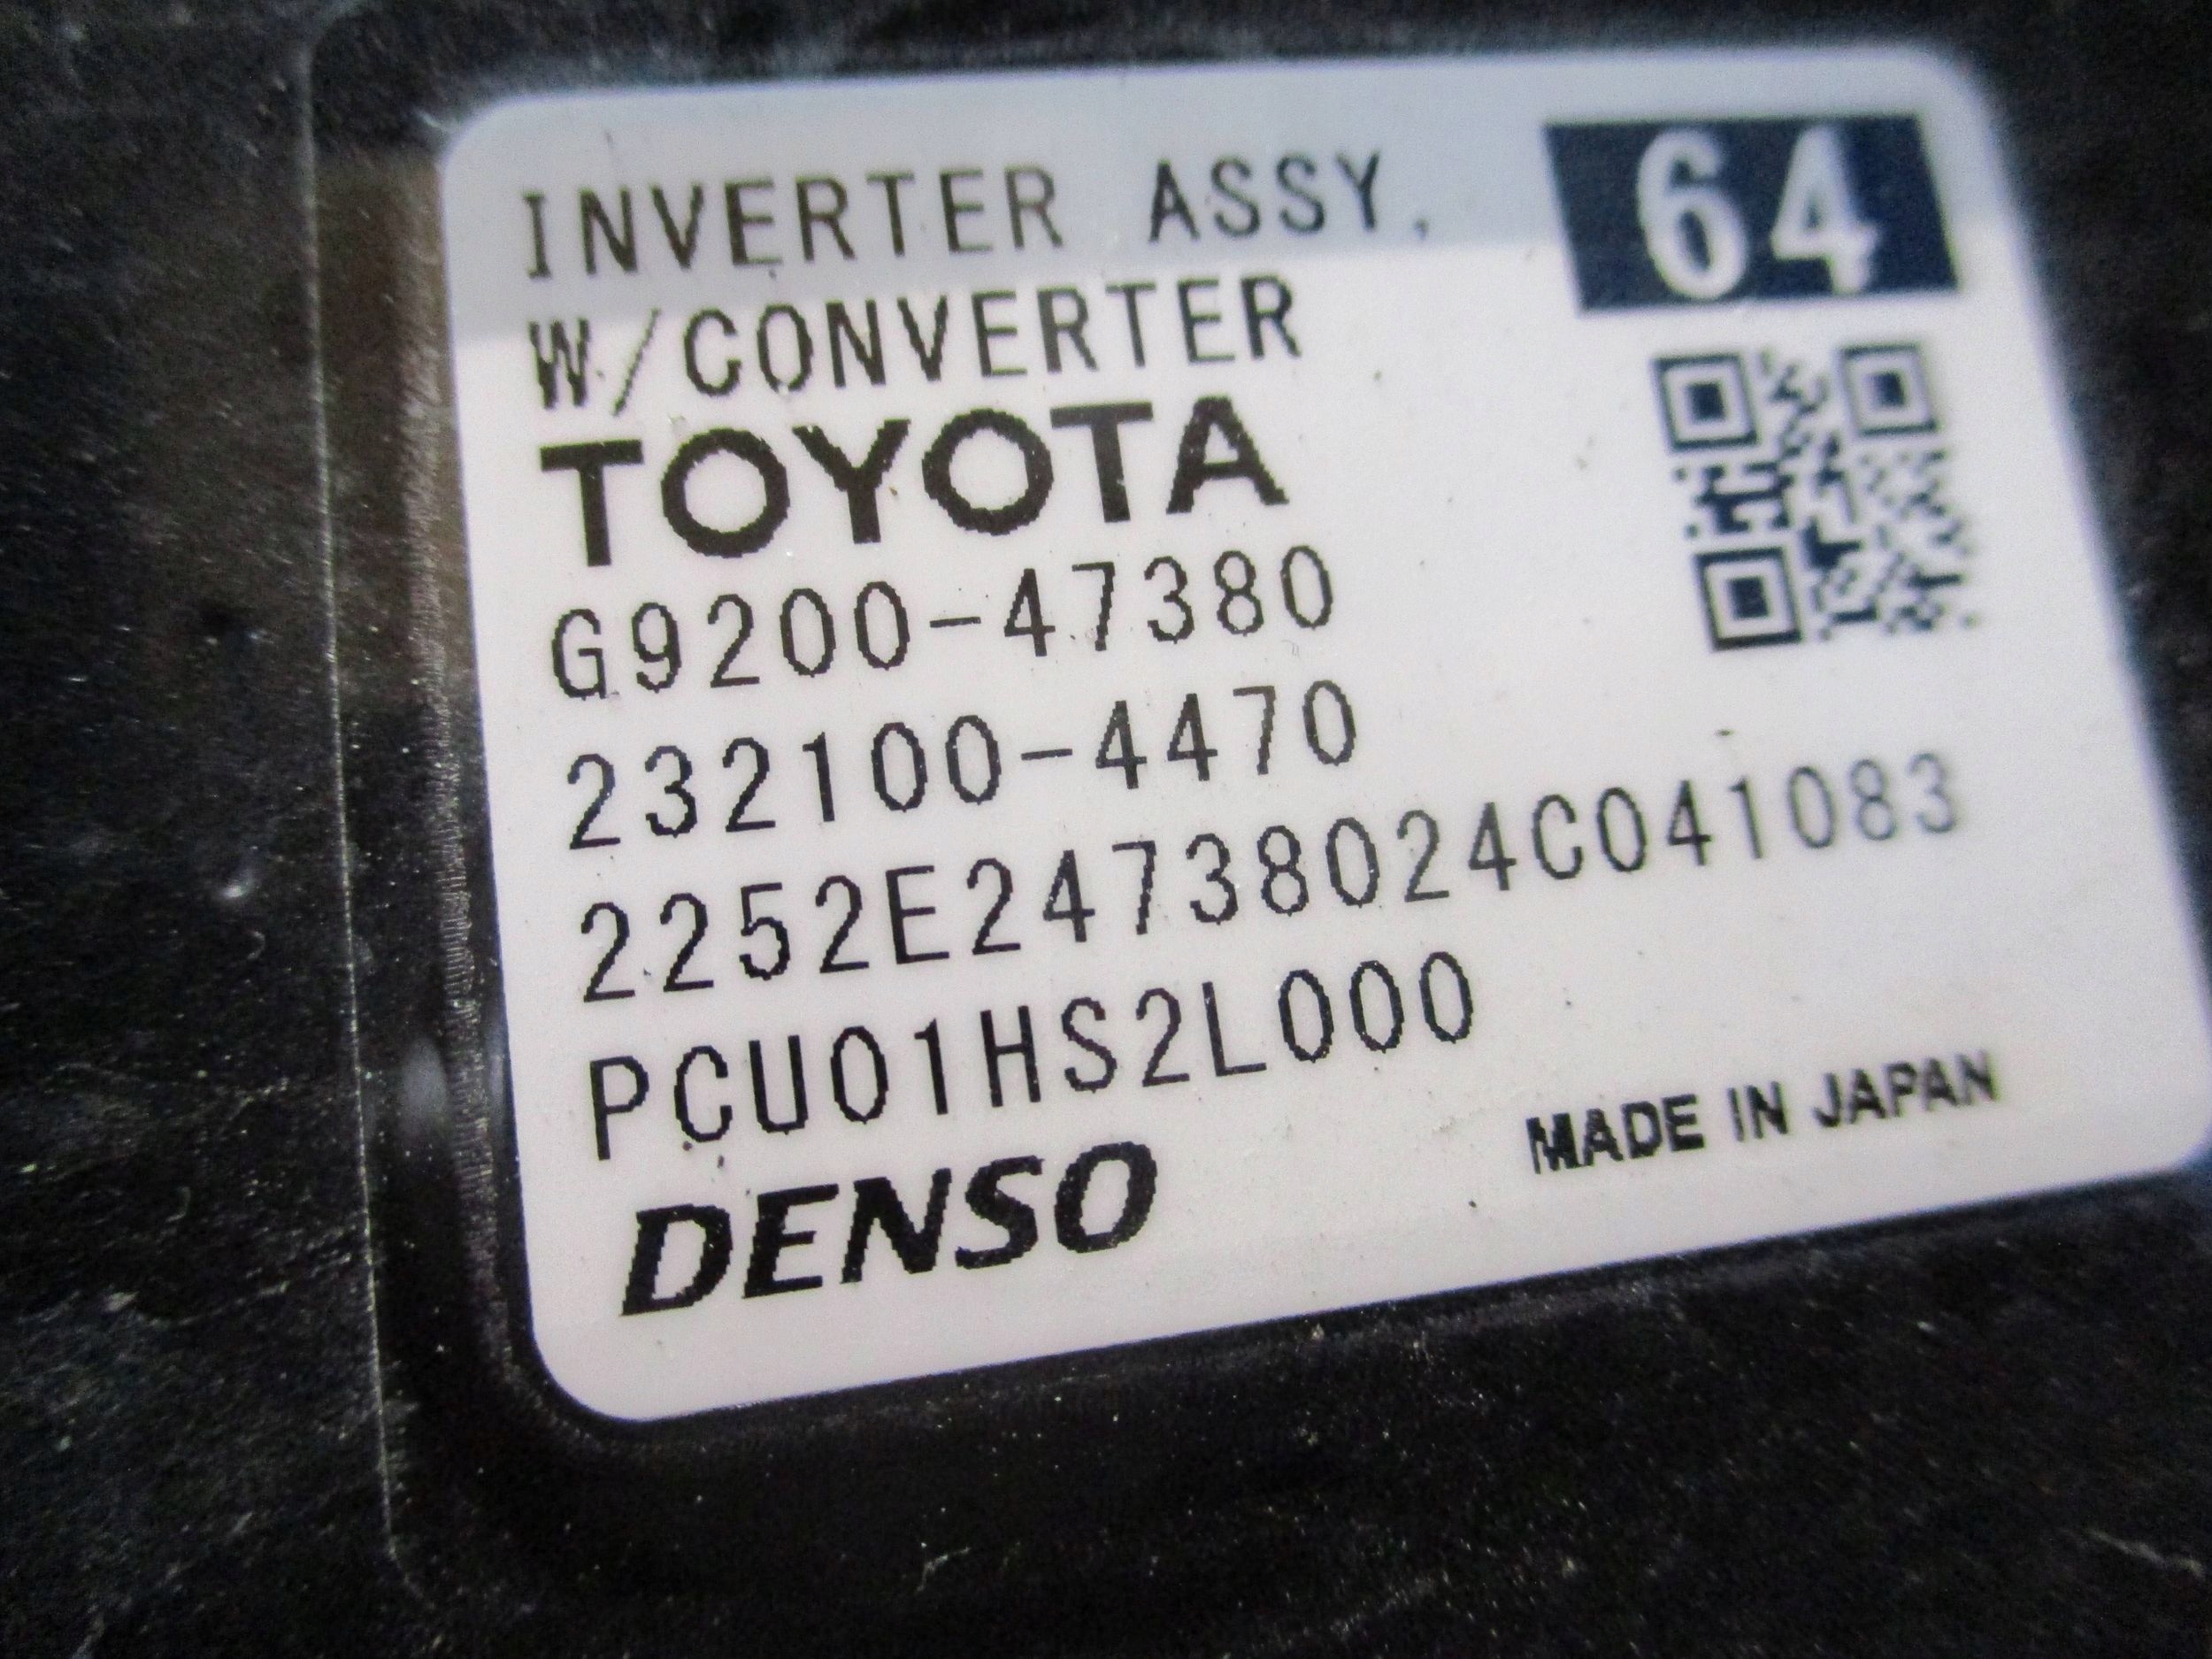 INVERTER ASSY,
64
W/CONVERTER
TOYOTA
G9200-47380
232100-4470
2252E24738024C041083
PCU01HS2L000
MADE IN JAPAN
DENSO